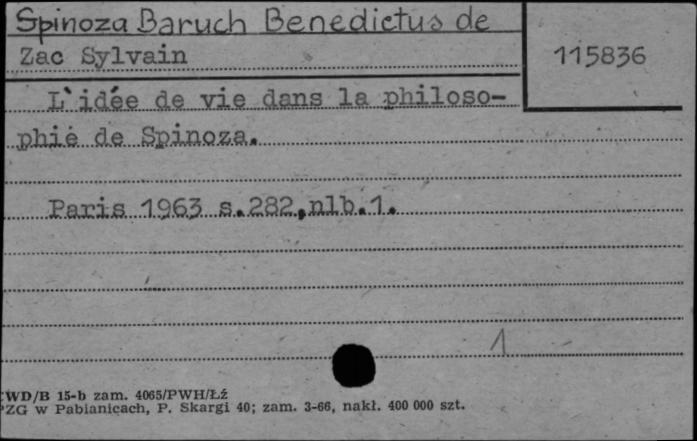 Spinoza Baruch Benedictus de
Zac Sylvain
115836
L`idée de vie dans la philoso-
phie de Spinoza.
Paris 1963 s.282,nlb.1.
1
WD/B 15-b zam. 4065/PWH/Łź
PZG w Pabianicach, P. Skargi 40; zam. 3-66, nakł. 400 000 szt.